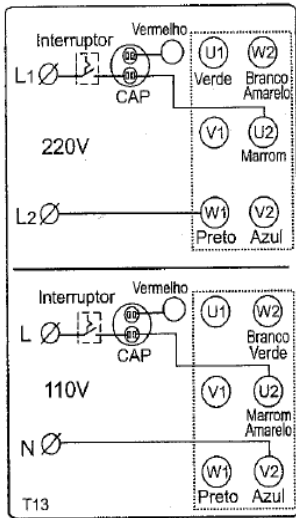 Interruptor Vermelho
U1 W2
L1 Verde Branco Amarelo
CAP
220V V1 U2
Marrom
L2 W1 V2
Preto Azul
Interruptor Vermelho
U1 W2
L CAP Branco Verde
110V V1 U2
Marrom Amarelo
N W1 V2
Preto Azul
T13